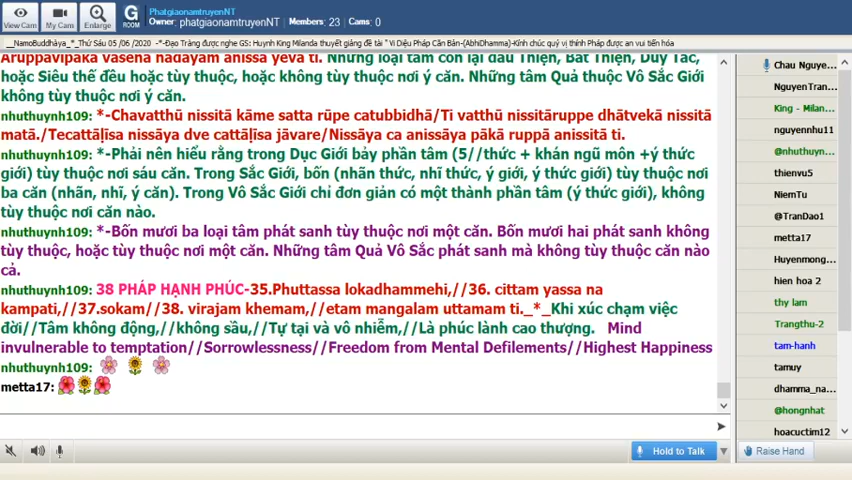 View Cam
My Cam
Enlarge
G
ROOM
PhatgiaonamtruyenNT
Owner: phatgiaonamtruyenNT | Members: 23 | Cams: 0
__NamoBuddhàya_*_Thứ Sáu 05 /06 /2020 -*-Đạo Tràng được nghe GS: Huynh King Milanda thuyết giảng đề tài " Vi Diệu Pháp Căn Bản-(AbhiDhamma)-Kính chúc quý vị thính Pháp được an vui tiến hóa
Aruppavipàka vasena hadayam anissa yeva ti. Những loại tâm còn lại dầu Thiện, Bất Thiện, Duy Tác,
hoặc Siêu thế đều hoặc tùy thuộc, hoặc không tùy thuộc nơi ý căn. Những tâm Quả thuộc Vô Sắc Giới
không tùy thuộc nơi ý căn.
nhuthuynh109: *-Chavatthū nissitā kāme satta rūpe catubbidhā/Ti vatthū nissitāruppe dhātvekā nissitā
matā./Tecattāḷīsa nissāya dve cattāḷīsa jāvare/Nissāya ca anissāya pākā ruppā anissitā ti.
nhuthuynh109: *-Phải nên hiểu rằng trong Dục Giới bảy phần tâm (5//thức + khán ngũ môn +ý thức
giới) tùy thuộc nơi sáu căn. Trong Sắc Giới, bốn (nhãn thức, nhĩ thức, ý giới, ý thức giới) tùy thuộc nơi
ba căn (nhãn, nhĩ, ý căn). Trong Vô Sắc Giới chỉ đơn giản có một thành phần tâm (ý thức giới), không
tùy thuộc nơi căn nào.
nhuthuynh109: *-Bốn mươi ba loại tâm phát sanh tùy thuộc nơi một căn. Bốn mươi hai phát sanh không
tùy thuộc, hoặc tùy thuộc nơi một căn. Những tâm Quả Vô Sắc phát sanh mà không tùy thuộc căn nào
cả.
nhuthuynh109: 38 PHÁP HẠNH PHÚC-35.Phuttassa lokadhammehi,//36. cittam yassa na
kampati,//37.sokam//38. virajam khemam,//etam mangalam uttamam ti._*_Khi xúc chạm việc
đời//Tâm không động,//không sầu,//Tự tại và vô nhiễm,//Là phúc lành cao thượng. Mind
invulnerable to temptation//Sorrowlessness//Freedom from Mental Defilements//Highest Happiness
nhuthuynh109:
metta17:
Chau Nguye...
NguyenTran...
King - Milan...
nguyennhu11
@nhuthuyn...
thienvu5
NiemTu
@TranDao1
metta17
Huyenmong...
hien hoa 2
thy lam
Trangthu-2
tam-hanh
tamuy
dhamma_na...
@hongnhat
hoacuctim12
Hold to Talk
Raise Hand